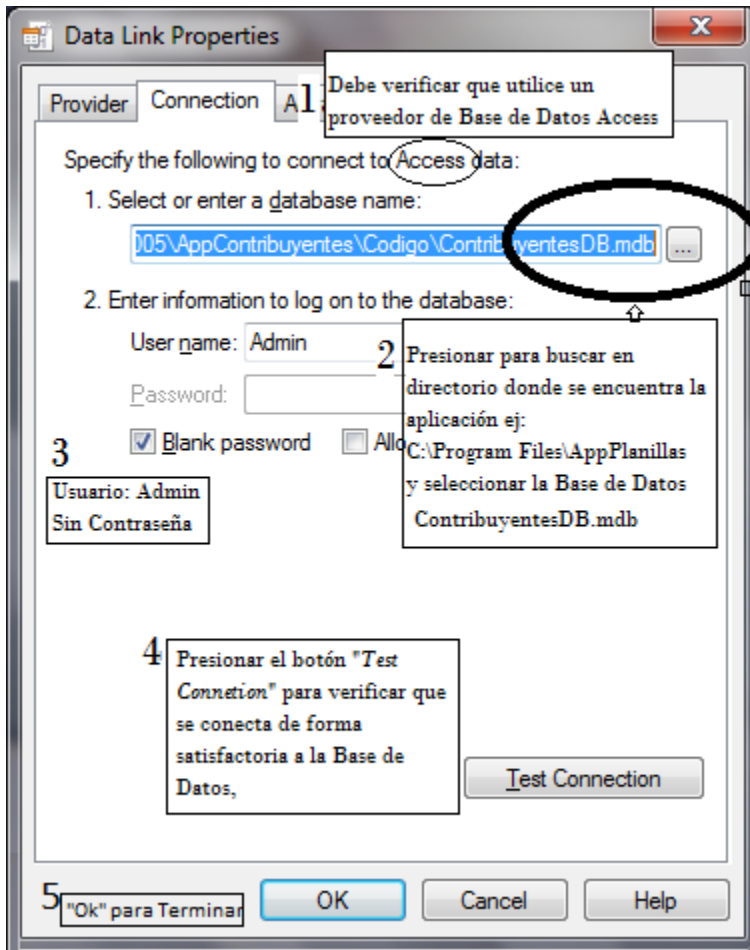 Data Link Properties
Provider Connection A
1
Debe verificar que utilice un
proveedor de Base de Datos Access
Specify the following to connect to Access data:
1. Select or enter a database name:
005\AppContribuyentes\Codigo\ContribuyentesDB.mdb ...
2. Enter information to log on to the database:
User name: Admin
Password:
Blank password Allo
2
Presionar para buscar en
directorio donde se encuentra la
aplicación ej:
C:\Program Files\AppPlanillas
y seleccionar la Base de Datos
ContribuyentesDB.mdb
3
Usuario: Admin
Sin Contraseña
4
Presionar el botón "Test
Connetion" para verificar que
se conecta de forma
satisfactoria a la Base de
Datos,
Test Connection
5
"Ok" para Terminar
OK Cancel Help